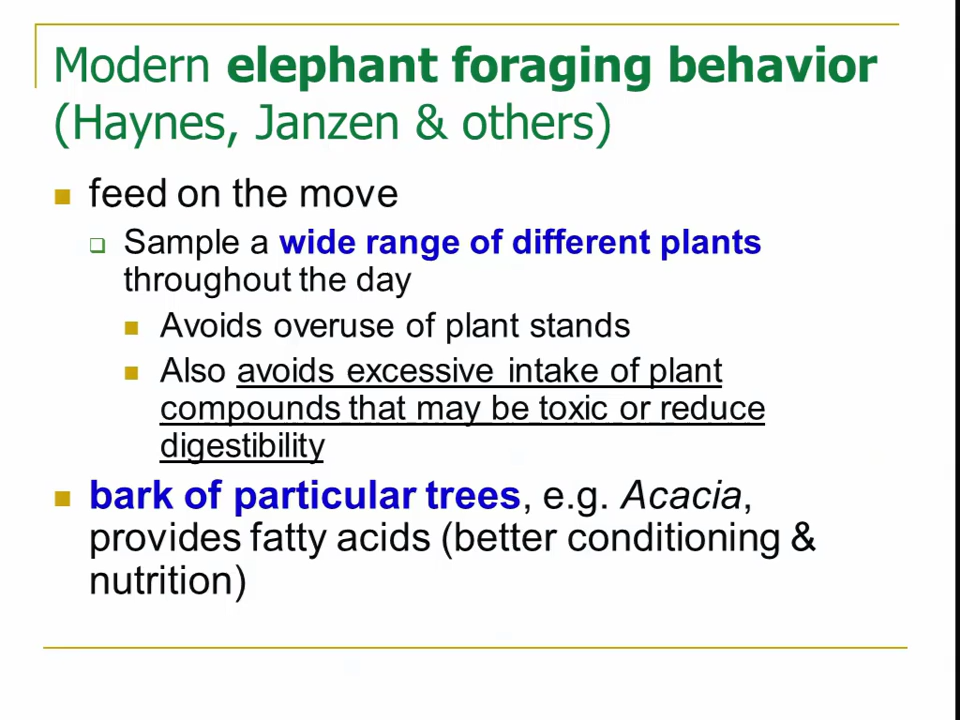 Modern elephant foraging behavior
(Haynes, Janzen & others)
feed on the move
Sample a wide range of different plants
throughout the day
Avoids overuse of plant stands
Also avoids excessive intake of plant
compounds that may be toxic or reduce
digestibility
bark of particular trees, e.g. Acacia,
provides fatty acids (better conditioning &
nutrition)